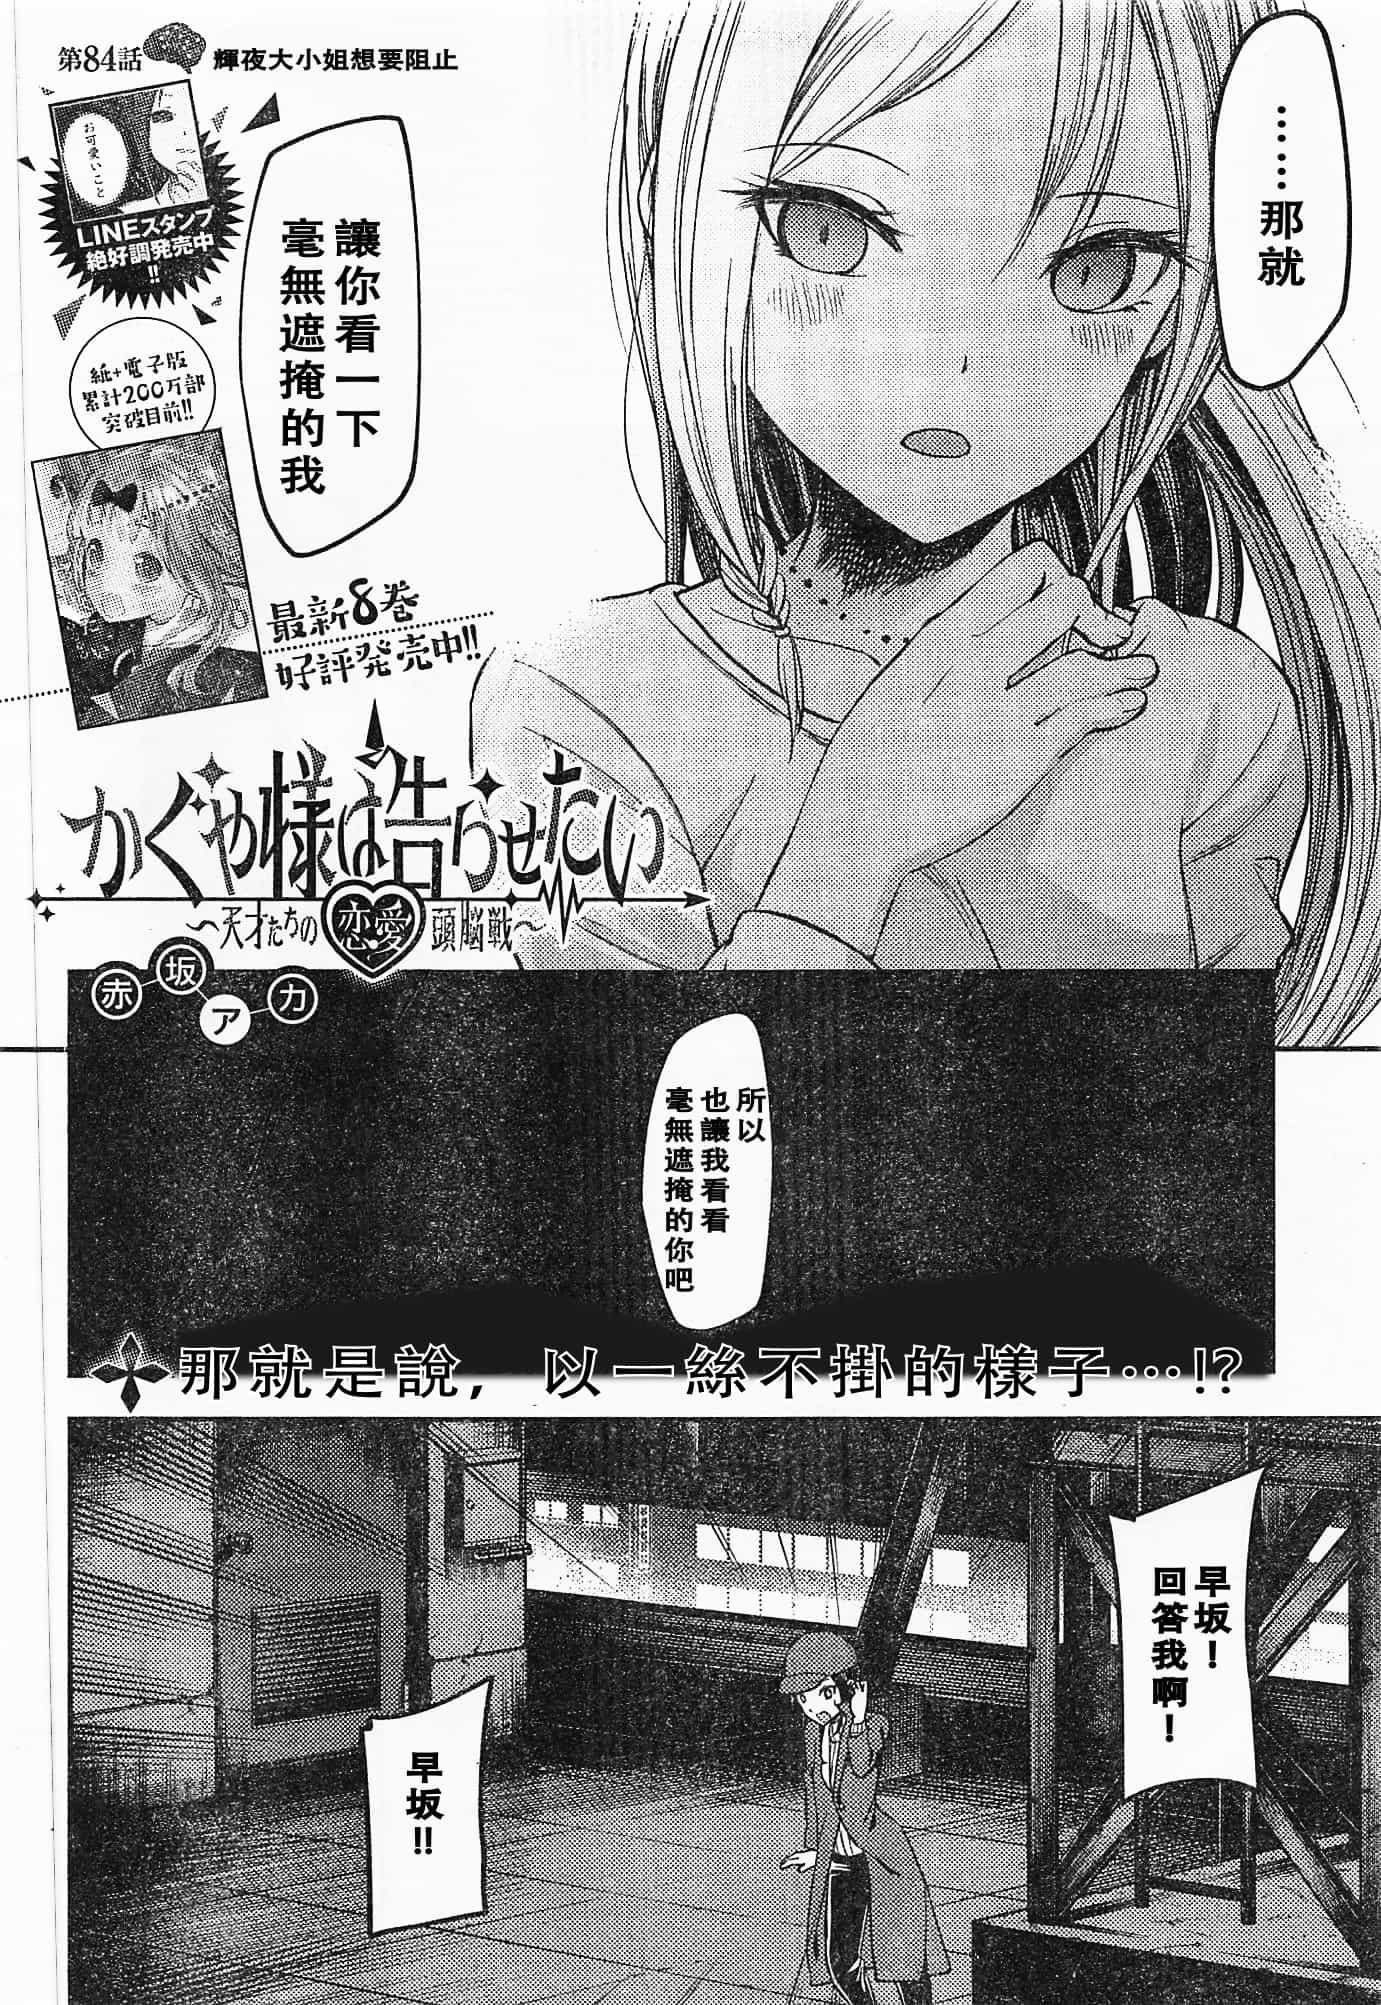 第84話
輝夜大小姐想要阻止
……那就
讓你看一下
毫無遮掩的我
お可愛いこと
LINEスタンプ
絶好調発売中
!!
紙+電子版
累計200万部
突破目前!!
最新8巻
好評発売中!!
かぐや様は告らせたい
～天才たちの恋愛頭脳戦～
赤坂アカ
所以
也讓我看看
毫無遮掩的你吧
那就是說，以一絲不掛的樣子…!?
早坂！
回答我啊！
早坂!!